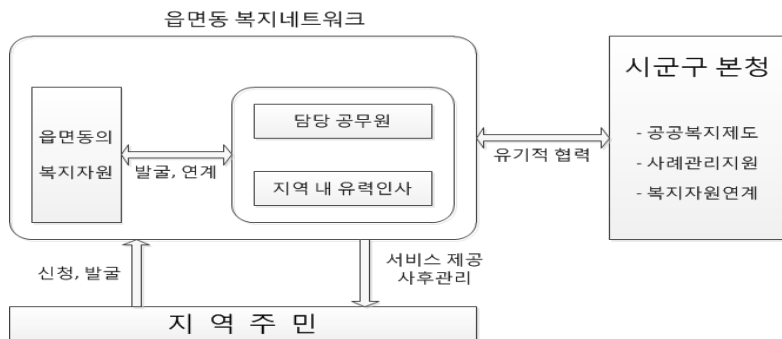 읍면동 복지네트워크
읍면동의
복지자원
발굴, 연계
담당 공무원
지역 내 유력인사
유기적 협력
시군구 본청
- 공공복지제도
- 사례관리지원
- 복지자원연계
신청, 발굴
서비스 제공
사후관리
지 역 주 민